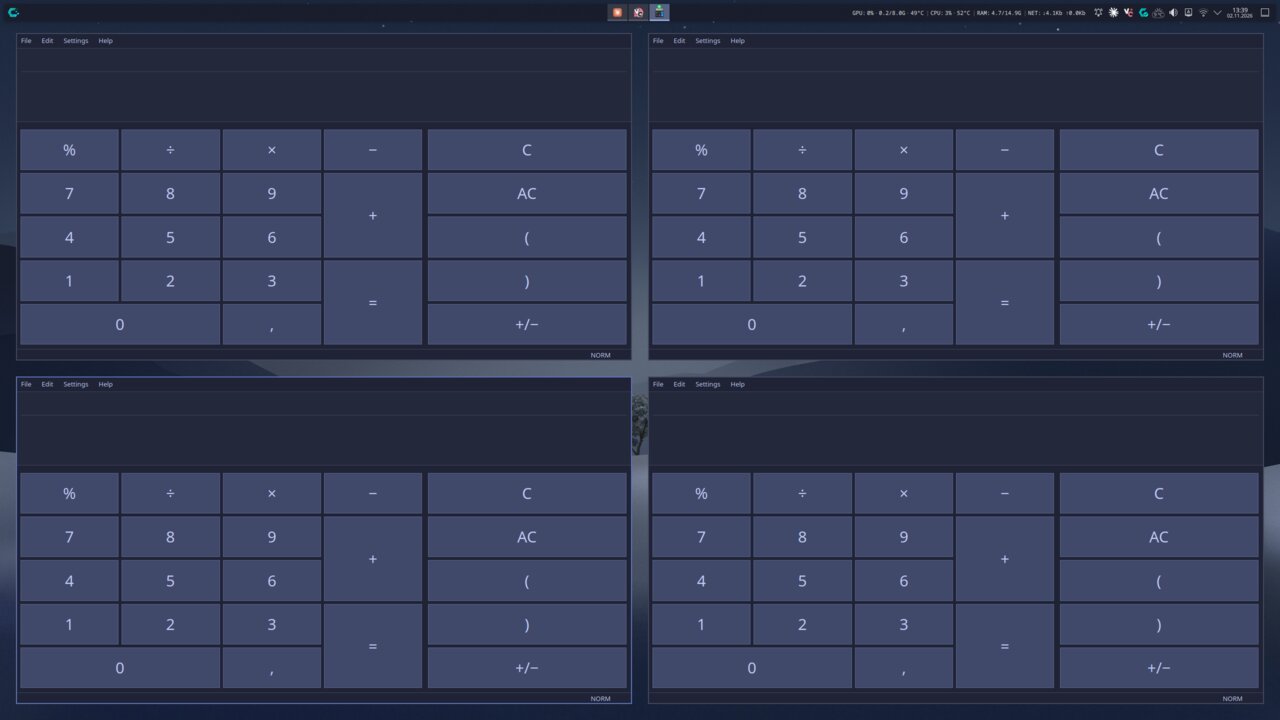 GPU: 0% 0.2/8.0G 49°C | CPU: 3% 52°C | RAM: 4.7/14.9G | NET: ↓4.1Kb ↑0.0Kb
13:39
02.11.2026
File Edit Settings Help
% ÷ × − C
7 8 9 + AC
4 5 6 (
1 2 3 = )
0 , +/−
NORM
File Edit Settings Help
% ÷ × − C
7 8 9 + AC
4 5 6 (
1 2 3 = )
0 , +/−
NORM
File Edit Settings Help
% ÷ × − C
7 8 9 + AC
4 5 6 (
1 2 3 = )
0 , +/−
NORM
File Edit Settings Help
% ÷ × − C
7 8 9 + AC
4 5 6 (
1 2 3 = )
0 , +/−
NORM